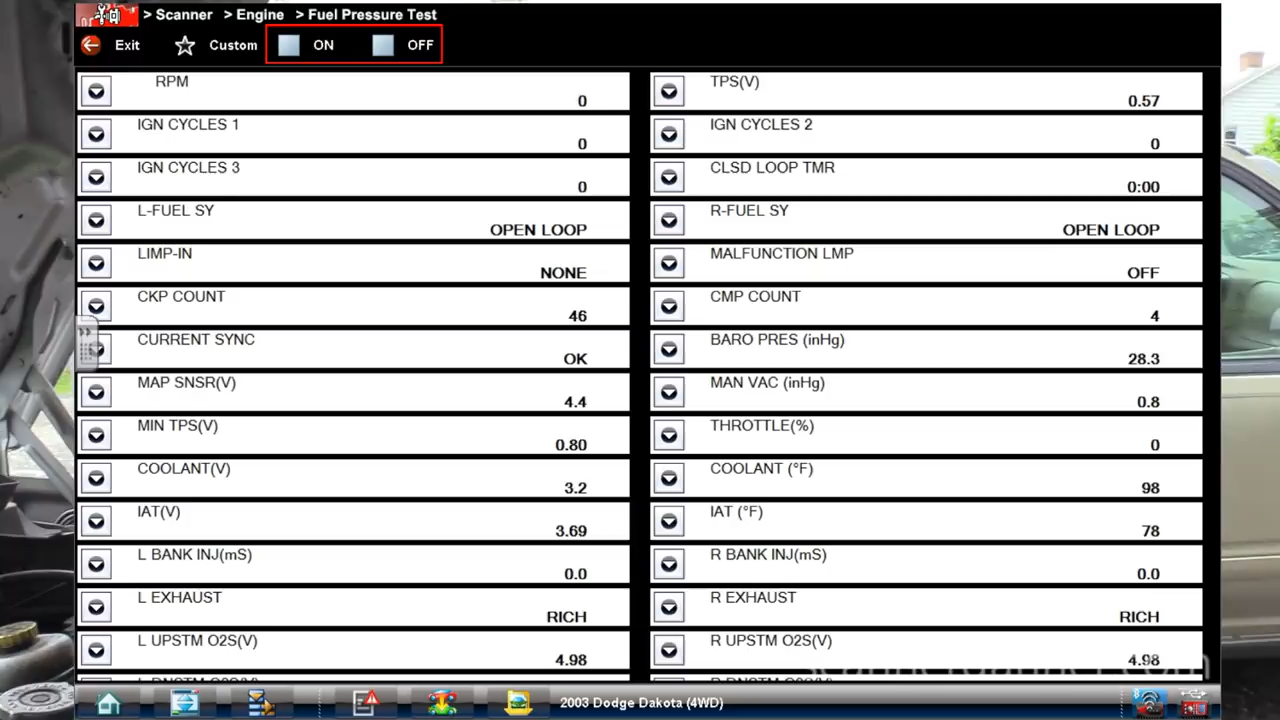 > Scanner > Engine > Fuel Pressure Test
Exit Custom ON OFF
RPM 0 TPS(V) 0.57
IGN CYCLES 1 0 IGN CYCLES 2 0
IGN CYCLES 3 0 CLSD LOOP TMR 0:00
L-FUEL SY OPEN LOOP R-FUEL SY OPEN LOOP
LIMP-IN NONE MALFUNCTION LMP OFF
CKP COUNT 46 CMP COUNT 4
CURRENT SYNC OK BARO PRES (inHg) 28.3
MAP SNSR(V) 4.4 MAN VAC (inHg) 0.8
MIN TPS(V) 0.80 THROTTLE(%) 0
COOLANT(V) 3.2 COOLANT (°F) 98
IAT(V) 3.69 IAT (°F) 78
L BANK INJ(mS) 0.0 R BANK INJ(mS) 0.0
L EXHAUST RICH R EXHAUST RICH
L UPSTM O2S(V) 4.98 R UPSTM O2S(V) 4.98
2003 Dodge Dakota (4WD)